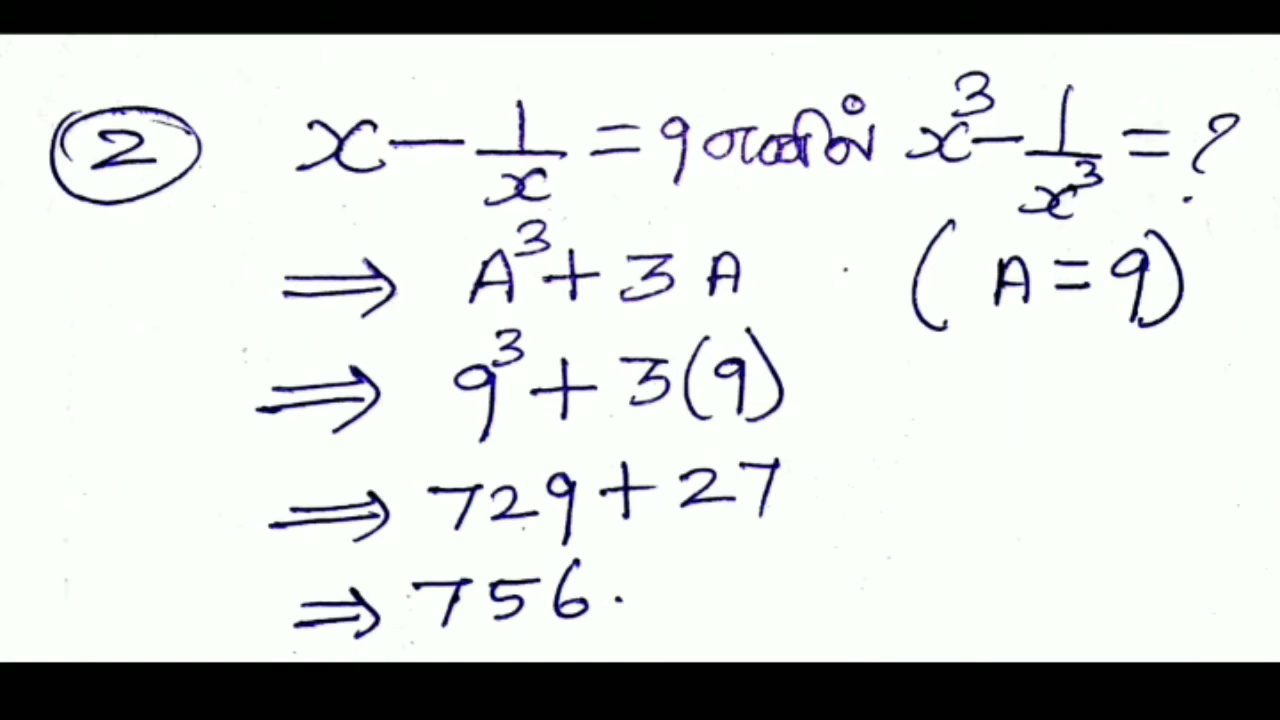 ② x - 1/x = 9 எனில் x³ - 1/x³ = ?
⇒ A³ + 3A (A = 9)
⇒ 9³ + 3(9)
⇒ 729 + 27
⇒ 756.